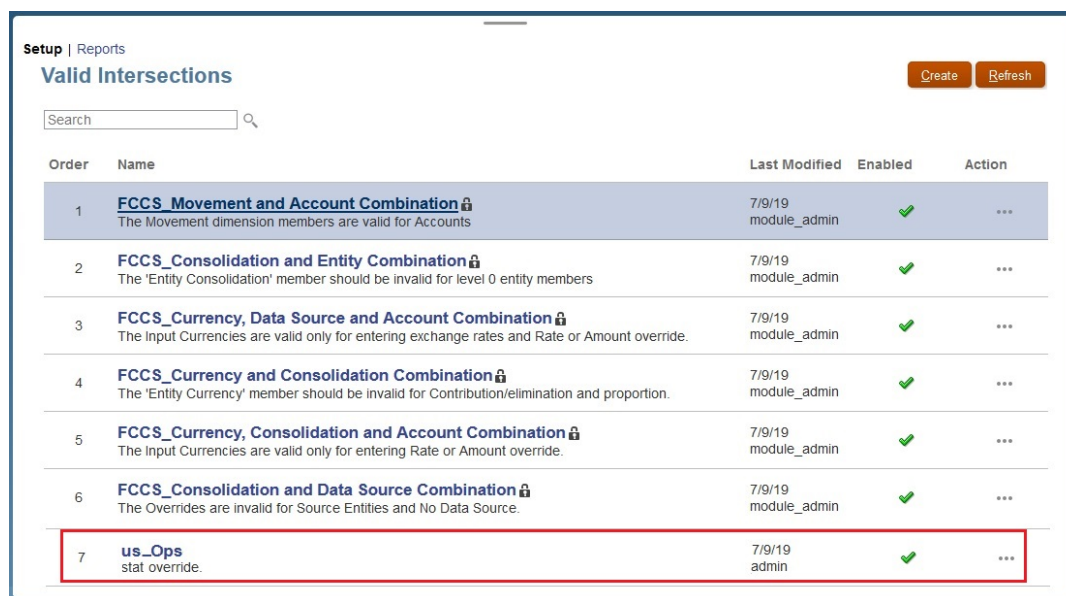 Setup | Reports
Valid Intersections
Create Refresh
Search
Order Name Last Modified Enabled Action
1 FCCS_Movement and Account Combination 7/9/19
The Movement dimension members are valid for Accounts module_admin
2 FCCS_Consolidation and Entity Combination 7/9/19
The 'Entity Consolidation' member should be invalid for level 0 entity members module_admin
3 FCCS_Currency, Data Source and Account Combination 7/9/19
The Input Currencies are valid only for entering exchange rates and Rate or Amount override. module_admin
4 FCCS_Currency and Consolidation Combination 7/9/19
The 'Entity Currency' member should be invalid for Contribution/elimination and proportion. module_admin
5 FCCS_Currency, Consolidation and Account Combination 7/9/19
The Input Currencies are valid only for entering Rate or Amount override. module_admin
6 FCCS_Consolidation and Data Source Combination 7/9/19
The Overrides are invalid for Source Entities and No Data Source. module_admin
7 us_Ops 7/9/19
stat override. admin